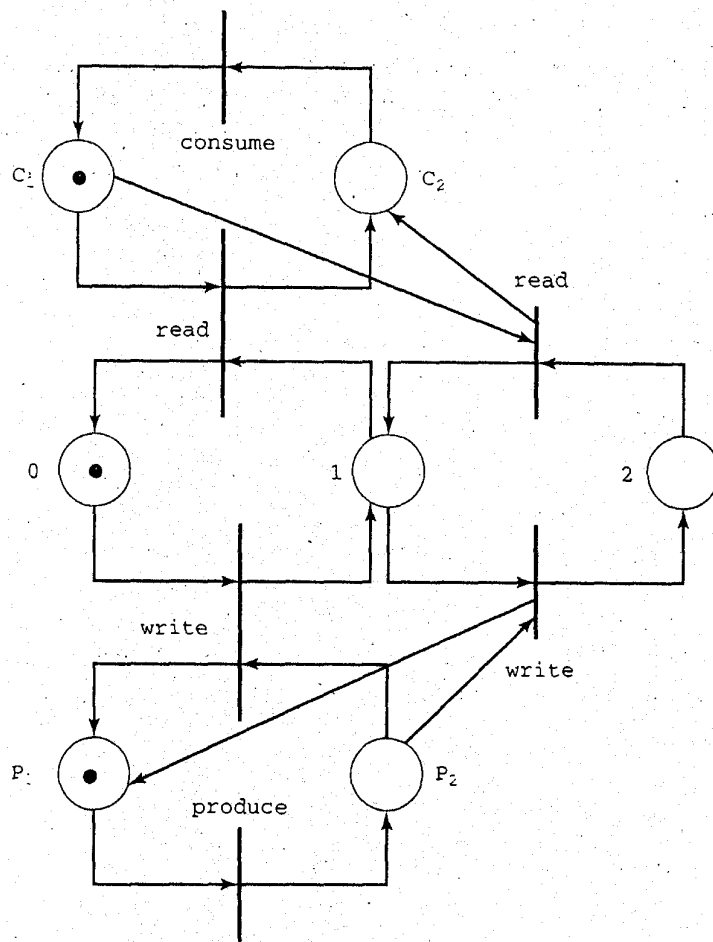 consume
C₁ C₂
read
read
0 1 2
write
write
P₁ P₂
produce